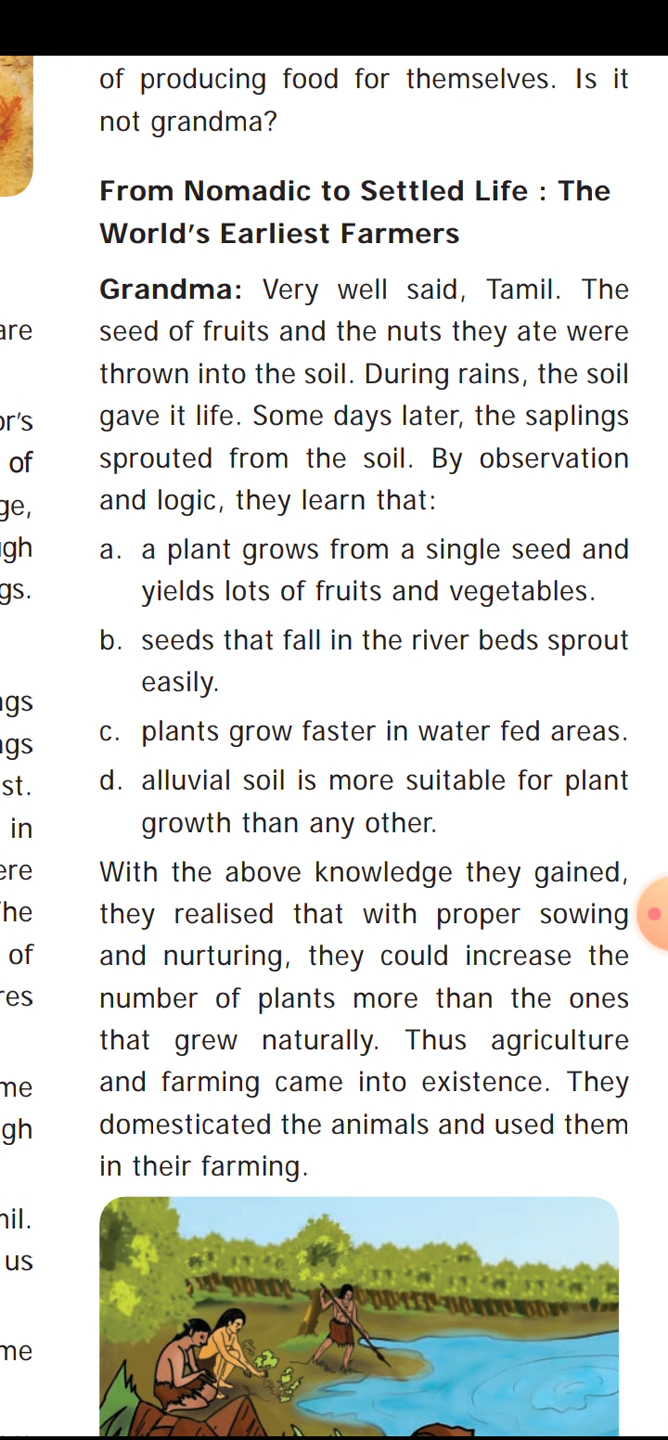 of producing food for themselves. Is it
not grandma?
From Nomadic to Settled Life : The
World's Earliest Farmers
Grandma: Very well said, Tamil. The
seed of fruits and the nuts they ate were
thrown into the soil. During rains, the soil
gave it life. Some days later, the saplings
sprouted from the soil. By observation
and logic, they learn that:
a. a plant grows from a single seed and
yields lots of fruits and vegetables.
b. seeds that fall in the river beds sprout
easily.
c. plants grow faster in water fed areas.
d. alluvial soil is more suitable for plant
growth than any other.
With the above knowledge they gained,
they realised that with proper sowing
and nurturing, they could increase the
number of plants more than the ones
that grew naturally. Thus agriculture
and farming came into existence. They
domesticated the animals and used them
in their farming.